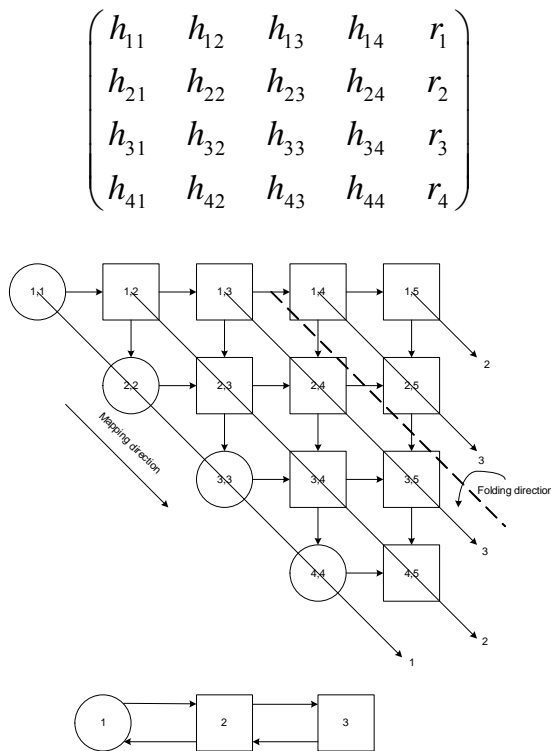 h11 h12 h13 h14 r1
h21 h22 h23 h24 r2
h31 h32 h33 h34 r3
h41 h42 h43 h44 r4
1,1 1,2 1,3 1,4 1,5
2
2,2 2,3 2,4 2,5
Mapping direction
3
3,3 3,4 3,5
Folding direction
3
4,4 4,5
2
1
1 2 3